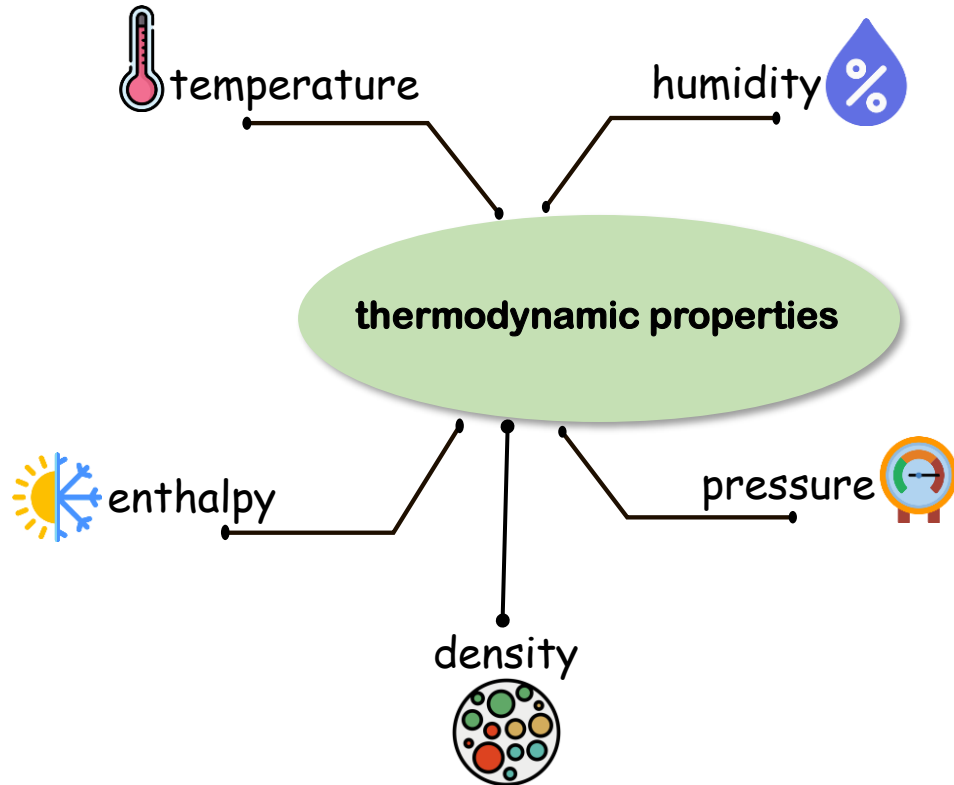 temperature
humidity
%
thermodynamic properties
enthalpy
pressure
density